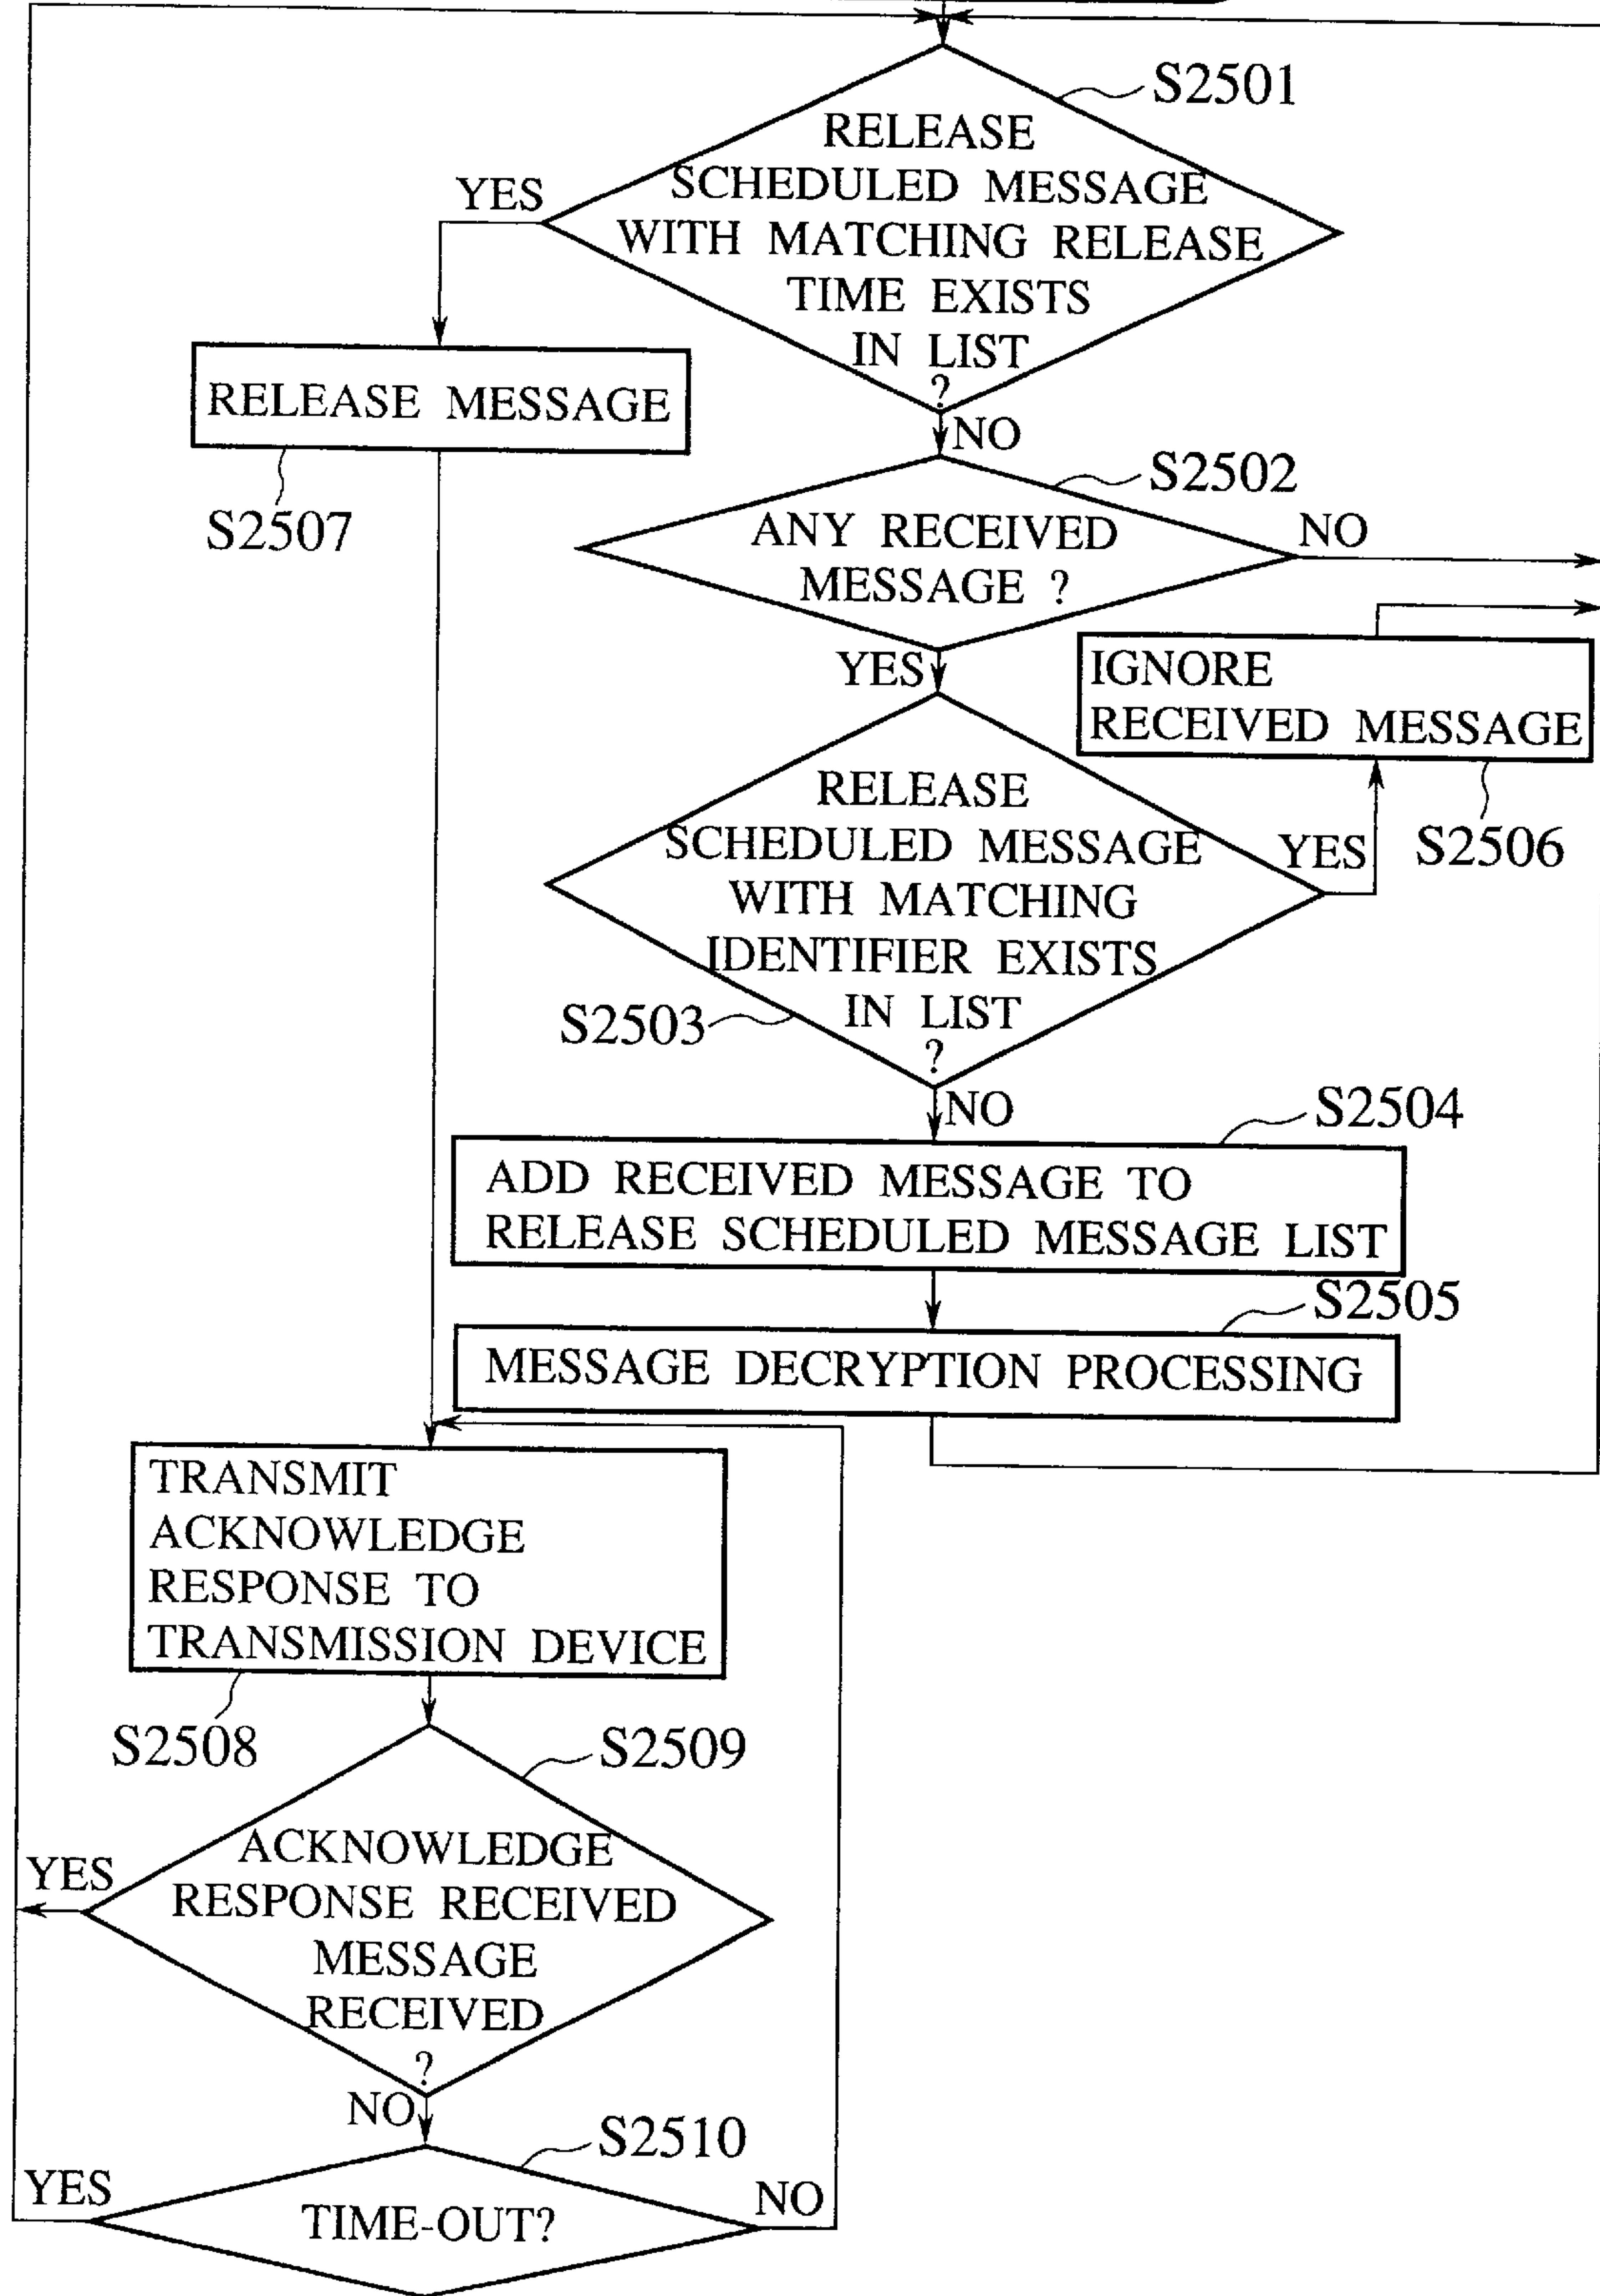 S2501
RELEASE
SCHEDULED MESSAGE
WITH MATCHING RELEASE
TIME EXISTS
IN LIST
?
YES
RELEASE MESSAGE
S2507
NO
S2502
ANY RECEIVED
MESSAGE ?
NO
YES
IGNORE
RECEIVED MESSAGE
S2506
RELEASE
SCHEDULED MESSAGE
WITH MATCHING
IDENTIFIER EXISTS
IN LIST
?
YES
S2503
NO
S2504
ADD RECEIVED MESSAGE TO
RELEASE SCHEDULED MESSAGE LIST
S2505
MESSAGE DECRYPTION PROCESSING
TRANSMIT
ACKNOWLEDGE
RESPONSE TO
TRANSMISSION DEVICE
S2508
S2509
ACKNOWLEDGE
RESPONSE RECEIVED
MESSAGE
RECEIVED
?
YES
NO
S2510
YES
TIME-OUT?
NO